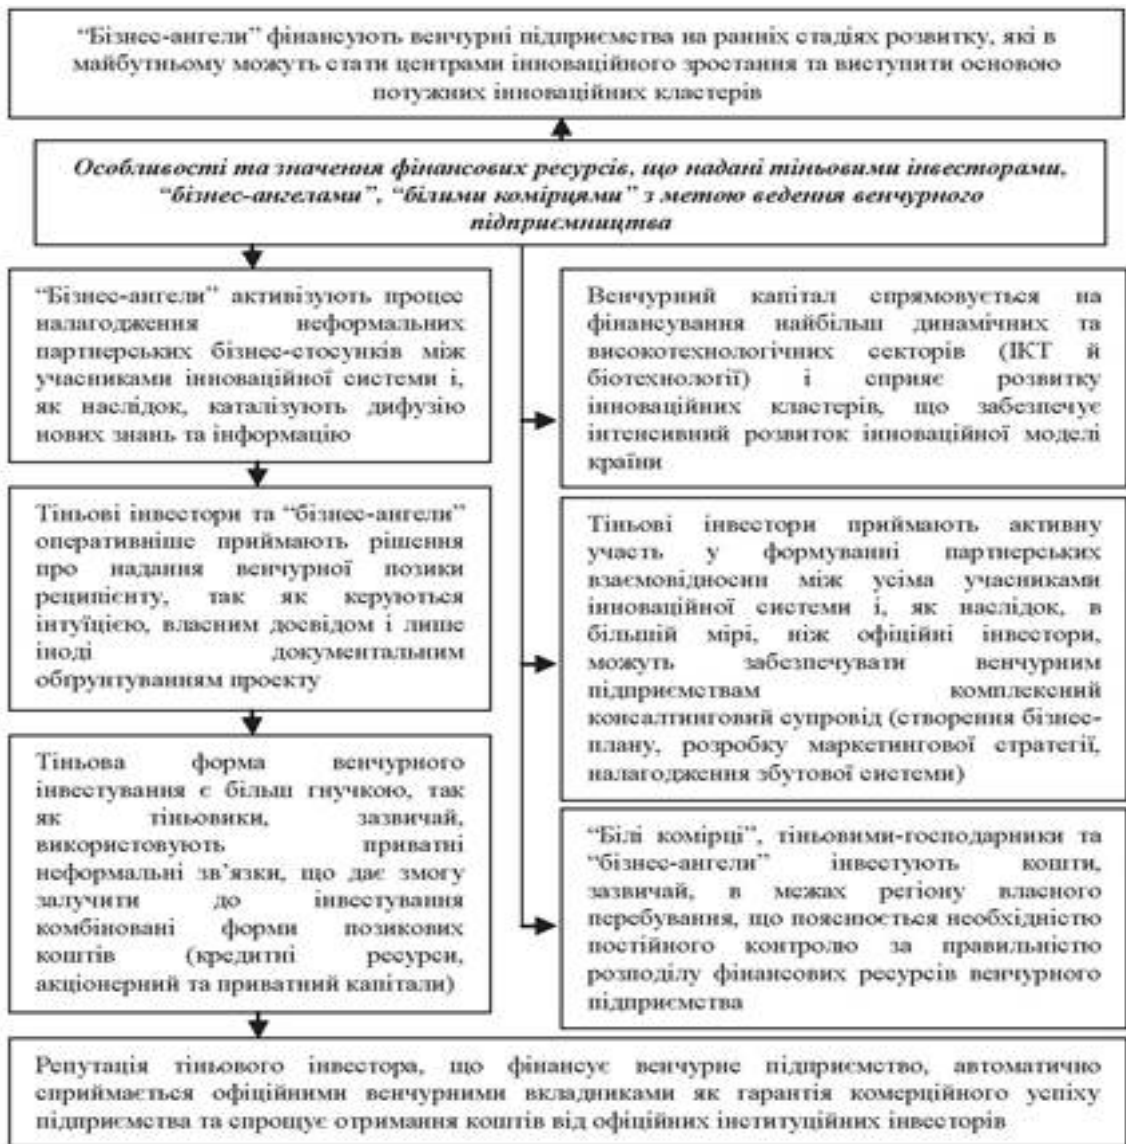 “Бізнес-ангели” фінансують венчурні підприємства на ранніх стадіях розвитку, які в
майбутньому можуть стати центрами інноваційного зростання та виступити основою
потужних інноваційних кластерів
Особливості та значення фінансових ресурсів, що надані тіньовими інвесторами,
“бізнес-ангелами”, “білими комірцями” з метою ведення венчурного
підприємництва
“Бізнес-ангели” активізують процес
налагодження неформальних
партнерських бізнес-стосунків між
учасниками інноваційної системи і,
як наслідок, каталізують дифузію
нових знань та інформацію
Тіньові інвестори та “бізнес-ангели”
оперативніше приймають рішення
про надання венчурної позики
реципієнту, так як керуються
інтуїцією, власним досвідом і лише
іноді документальним
обґрунтуванням проекту
Тіньова форма венчурного
інвестування є більш гнучкою, так
як тіньовики, зазвичай,
використовують приватні
неформальні зв’язки, що дає змогу
залучити до інвестування
комбіновані форми позикових
коштів (кредитні ресурси,
акціонерний та приватний капітали)
Венчурний капітал спрямовується на
фінансування найбільш динамічних та
високотехнологічних секторів (ІКТ й
біотехнології) і сприяє розвитку
інноваційних кластерів, що забезпечує
інтенсивний розвиток інноваційної моделі
країни
Тіньові інвестори приймають активну
участь у формуванні партнерських
взаємовідносин між усіма учасниками
інноваційної системи і, як наслідок, в
більшій мірі, ніж офіційні інвестори,
можуть забезпечувати венчурним
підприємствам комплексний
консалтинговий супровід (створення бізнес-
плану, розробку маркетингової стратегії,
налагодження збутової системи)
“Білі комірці”, тіньовими-господарники та
“бізнес-ангели” інвестують кошти,
зазвичай, в межах регіону власного
перебування, що пояснюється необхідністю
постійного контролю за правильністю
розподілу фінансових ресурсів венчурного
підприємства
Репутація тіньового інвестора, що фінансує венчурне підприємство, автоматично
сприймається офіційними венчурними вкладниками як гарантія комерційного успіху
підприємства та спрощує отримання коштів від офіційних інституційних інвесторів